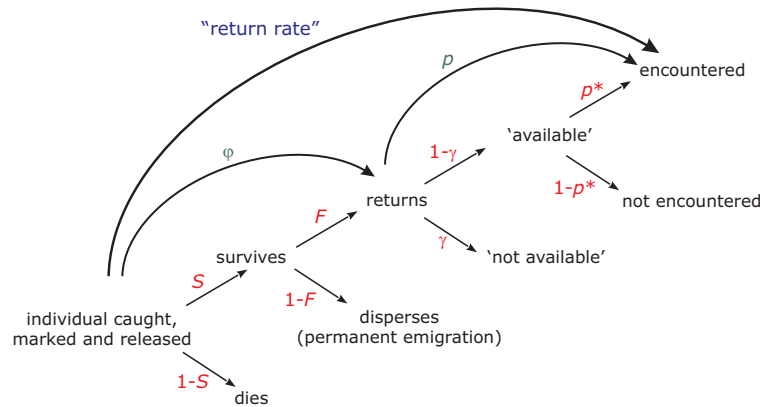 “return rate”
p
encountered
p*
‘available’
φ
1-γ
1-p*
not encountered
returns
F
γ
survives
‘not available’
S
1-F
individual caught,
marked and released
disperses
(permanent emigration)
1-S
dies